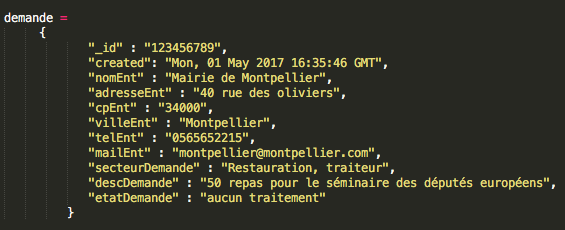 demande =
{
"_id" : "123456789",
"created": "Mon, 01 May 2017 16:35:46 GMT",
"nomEnt" : "Mairie de Montpellier",
"adresseEnt" : "40 rue des oliviers",
"cpEnt" : "34000",
"villeEnt" : "Montpellier",
"telEnt" : "0565652215",
"mailEnt" : "montpellier@montpellier.com",
"secteurDemande" : "Restauration, traiteur",
"descDemande" : "50 repas pour le séminaire des députés européens",
"etatDemande" : "aucun traitement"
}